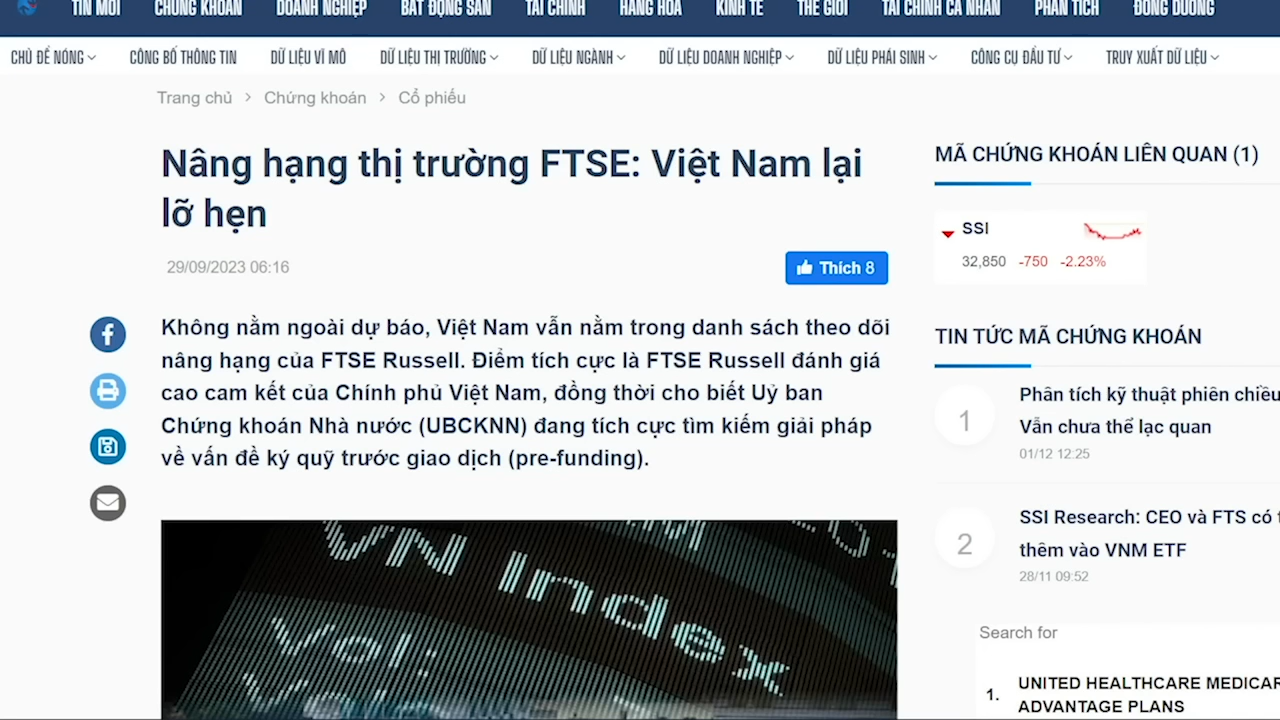 TIN MỚI CHỨNG KHOÁN DOANH NGHIỆP BẤT ĐỘNG SẢN TÀI CHÍNH HÀNG HÓA KINH TẾ THẾ GIỚI TÀI CHÍNH CÁ NHÂN PHÂN TÍCH ĐÔNG DƯƠNG
CHỦ ĐỀ NÓNG CÔNG BỐ THÔNG TIN DỮ LIỆU VĨ MÔ DỮ LIỆU THỊ TRƯỜNG DỮ LIỆU NGÀNH DỮ LIỆU DOANH NGHIỆP DỮ LIỆU PHÁI SINH CÔNG CỤ ĐẦU TƯ TRUY XUẤT DỮ LIỆU
Trang chủ > Chứng khoán > Cổ phiếu
Nâng hạng thị trường FTSE: Việt Nam lại
lỡ hẹn
29/09/2023 06:16
Thích 8
Không nằm ngoài dự báo, Việt Nam vẫn nằm trong danh sách theo dõi
nâng hạng của FTSE Russell. Điểm tích cực là FTSE Russell đánh giá
cao cam kết của Chính phủ Việt Nam, đồng thời cho biết Uỷ ban
Chứng khoán Nhà nước (UBCKNN) đang tích cực tìm kiếm giải pháp
về vấn đề ký quỹ trước giao dịch (pre-funding).
VN Index
Vol:
MÃ CHỨNG KHOÁN LIÊN QUAN (1)
SSI
32,850 -750 -2.23%
TIN TỨC MÃ CHỨNG KHOÁN
1
Phân tích kỹ thuật phiên chiều
Vẫn chưa thể lạc quan
01/12 12:25
2
SSI Research: CEO và FTS có
thêm vào VNM ETF
28/11 09:52
Search for
1.
UNITED HEALTHCARE MEDICAR
ADVANTAGE PLANS